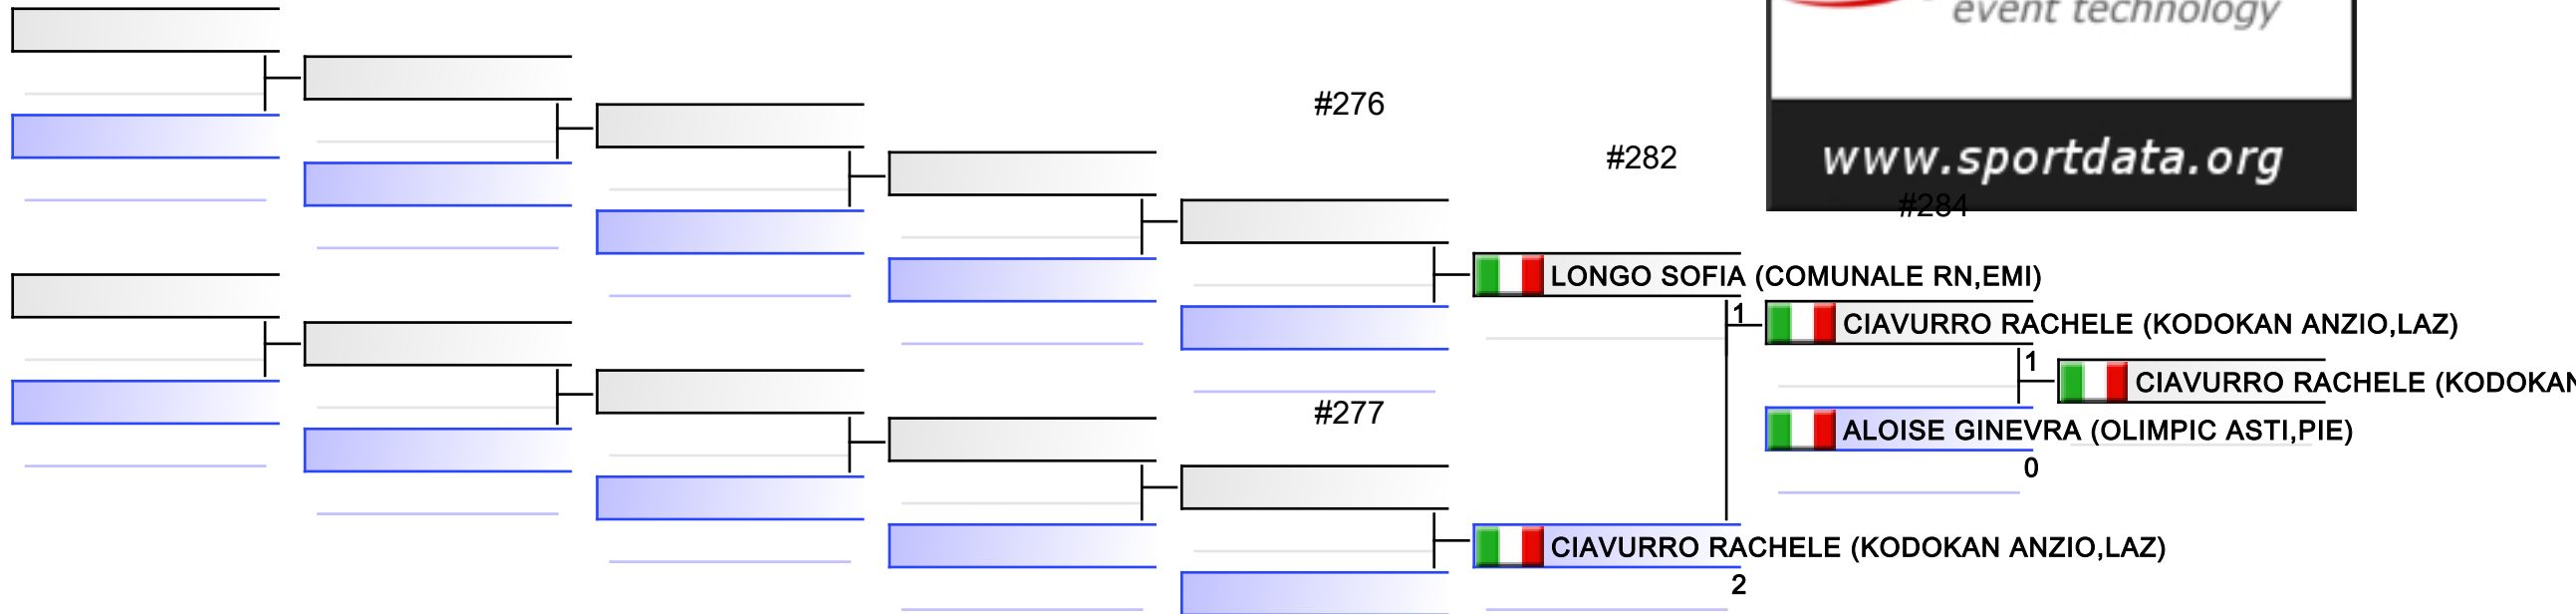 event technology
#276
#282
www.sportdata.org
#284
LONGO SOFIA (COMUNALE RN,EMI)
1
CIAVURRO RACHELE (KODOKAN ANZIO,LAZ)
1
CIAVURRO RACHELE (KODOKAN
#277
ALOISE GINEVRA (OLIMPIC ASTI,PIE)
0
CIAVURRO RACHELE (KODOKAN ANZIO,LAZ)
2